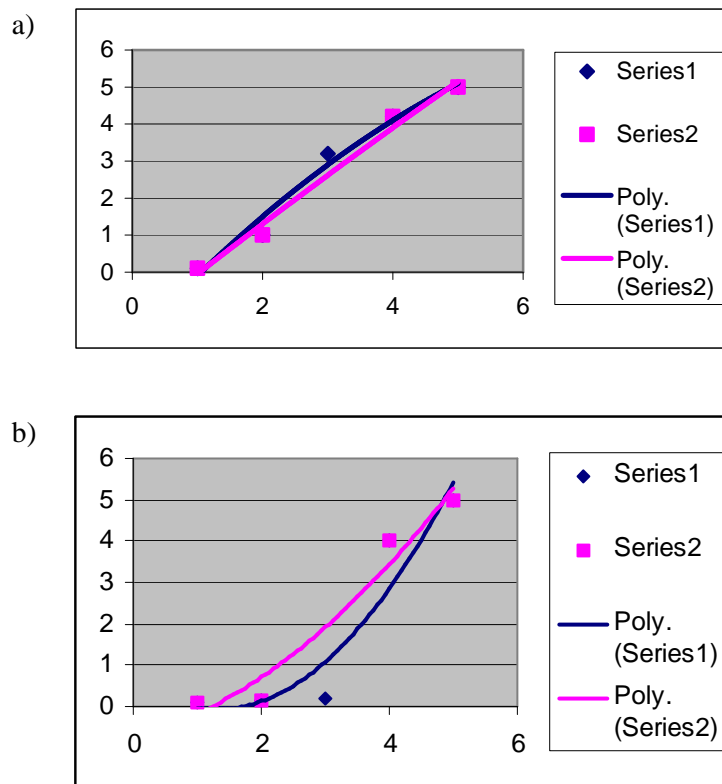 a)
6
5
4
3
2
1
0
0 2 4 6
Series1
Series2
Poly.
(Series1)
Poly.
(Series2)
b)
6
5
4
3
2
1
0
0 2 4 6
Series1
Series2
Poly.
(Series1)
Poly.
(Series2)